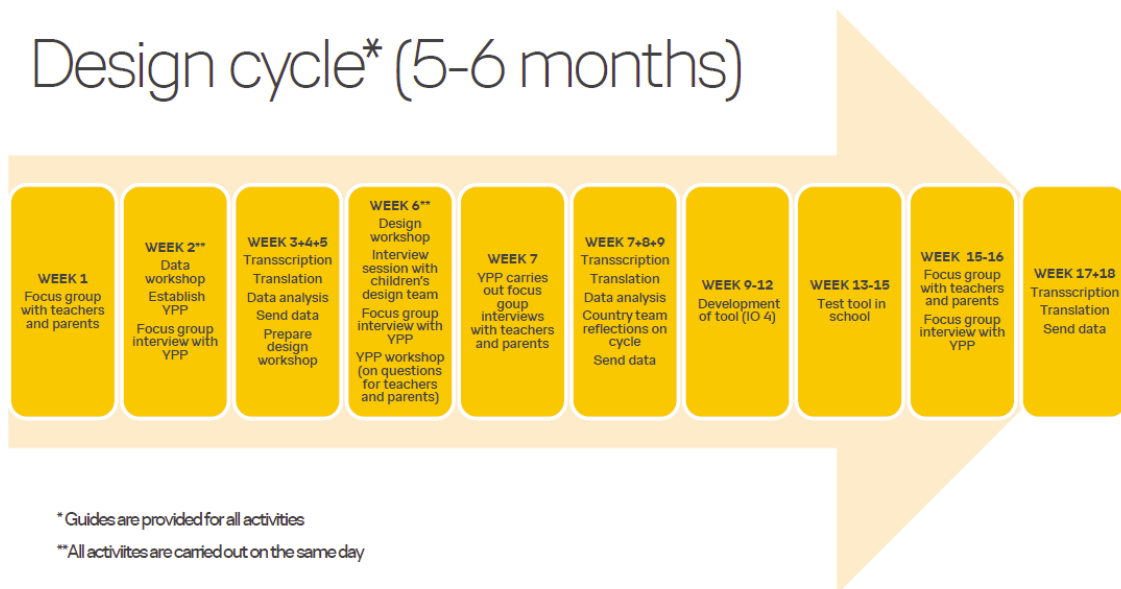 Design cycle* (5-6 months)
WEEK 1
Focus group
with teachers
and parents
WEEK 2**
Data
workshop
Establish
YPP
Focus group
interview with
YPP
WEEK 3+4+5
Transscription
Translation
Data analysis
Send data
Prepare
design
workshop
WEEK 6**
Design
workshop
Interview
session with
children's
design team
Focus group
interview with
YPP
YPP workshop
(on questions
for teachers
and parents)
WEEK 7
YPP carries
out focus
goup
interviews
with teachers
and parents
WEEK 7+8+9
Transscription
Translation
Data analysis
Country team
reflections on
cycle
Send data
WEEK 9-12
Development
of tool (IO 4)
WEEK 13-15
Test tool in
school
WEEK 15-16
Focus group
with teachers
and parents
Focus group
interview with
YPP
WEEK 17+18
Transscription
Translation
Send data
* Guides are provided for all activities
**All activiites are carried out on the same day